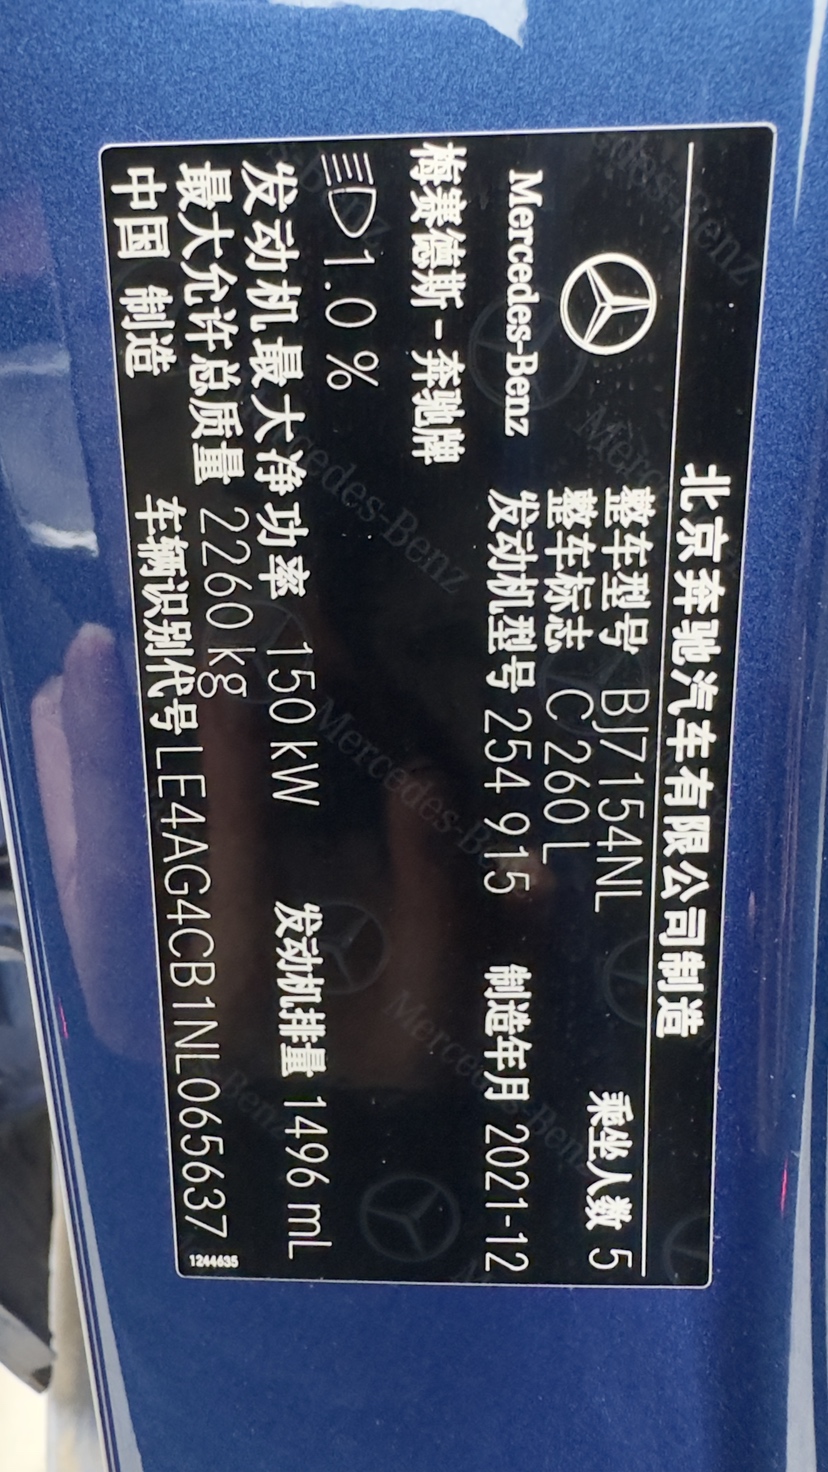 北京奔驰汽车有限公司制造
Mercedes-Benz
整车型号 BJ7154NL 乘坐人数 5
整车标志 C 260 L
发动机型号 254 915 制造年月 2021-12
梅赛德斯-奔驰牌
1.0 %
发动机最大净功率 150 kW 发动机排量 1496 mL
最大允许总质量 2260 kg
中国 制造 车辆识别代号 LE4AG4CB1NL065637
1244635